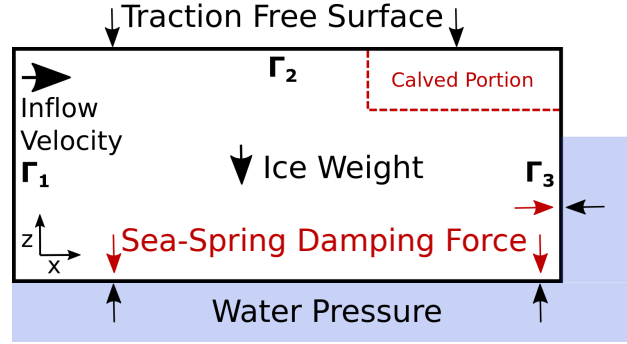 Traction Free Surface
Γ2
Calved Portion
Inflow
Velocity
Γ1
Ice Weight
Γ3
z
x
Sea-Spring Damping Force
Water Pressure